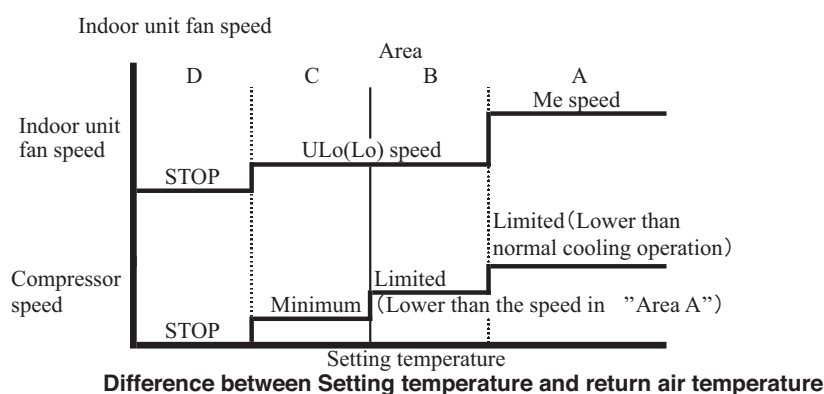 Indoor unit fan speed
Area
D C B A
Me speed
Indoor unit
fan speed
ULo(Lo) speed
STOP
Limited（Lower than
normal cooling operation）
Compressor
speed
Limited
Minimum （Lower than the speed in ”Area A”）
STOP
Setting temperature
Difference between Setting temperature and return air temperature